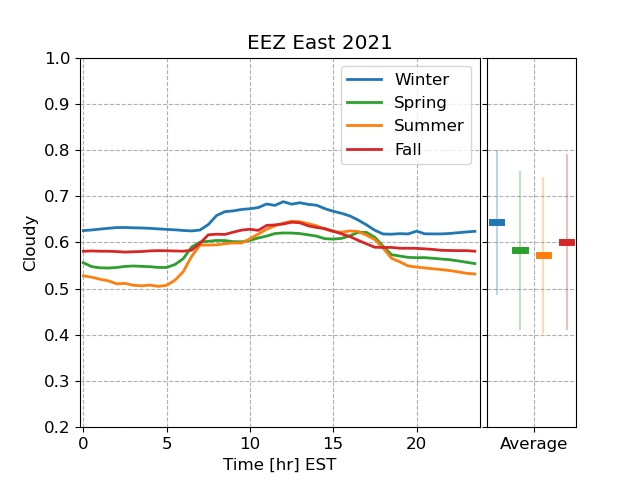 EEZ East 2021
Cloudy
1.0
0.9
0.8
0.7
0.6
0.5
0.4
0.3
0.2
Winter
Spring
Summer
Fall
0 5 10 15 20
Time [hr] EST
Average